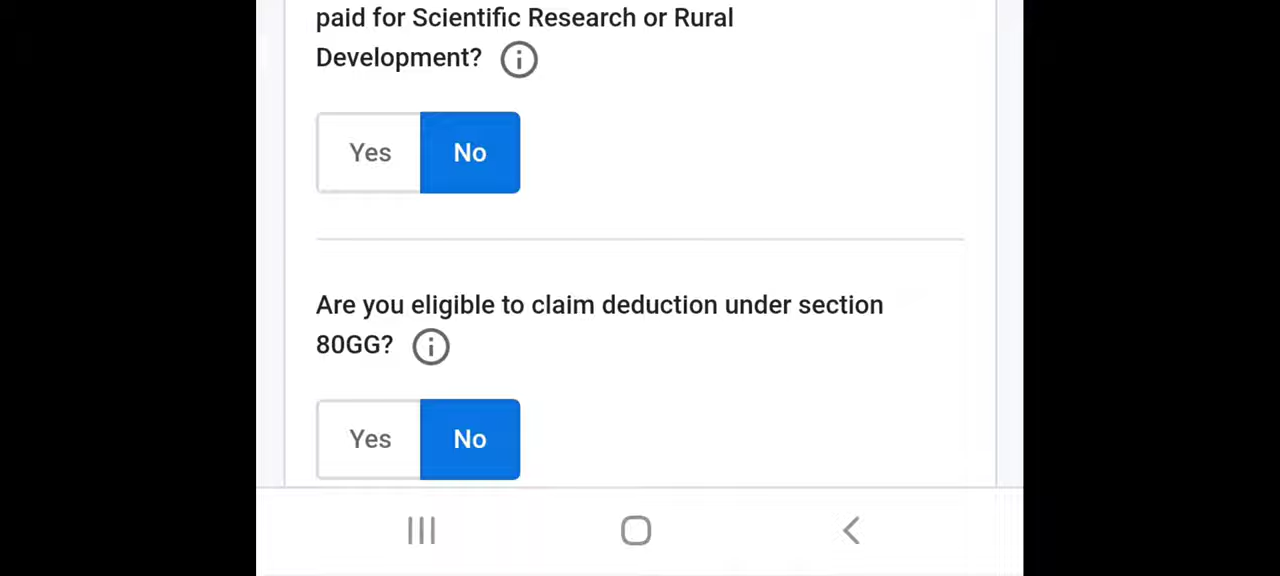 paid for Scientific Research or Rural
Development?
Yes No
Are you eligible to claim deduction under section
80GG?
Yes No